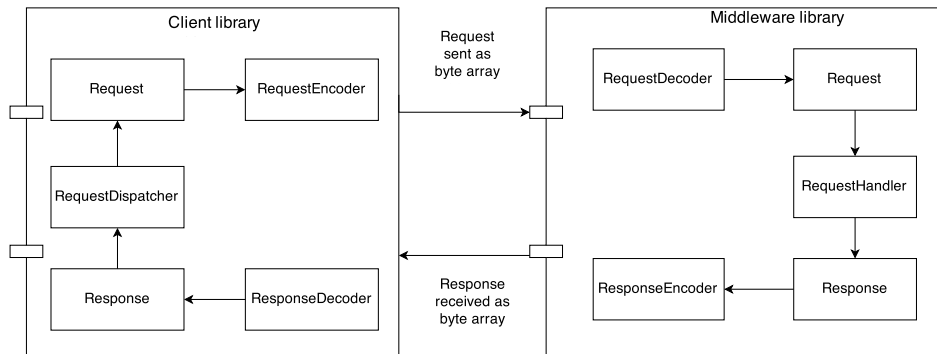 Client library
Request
RequestEncoder
RequestDispatcher
Response
ResponseDecoder
Request
sent as
byte array
Response
received as
byte array
Middleware library
RequestDecoder
Request
RequestHandler
ResponseEncoder
Response